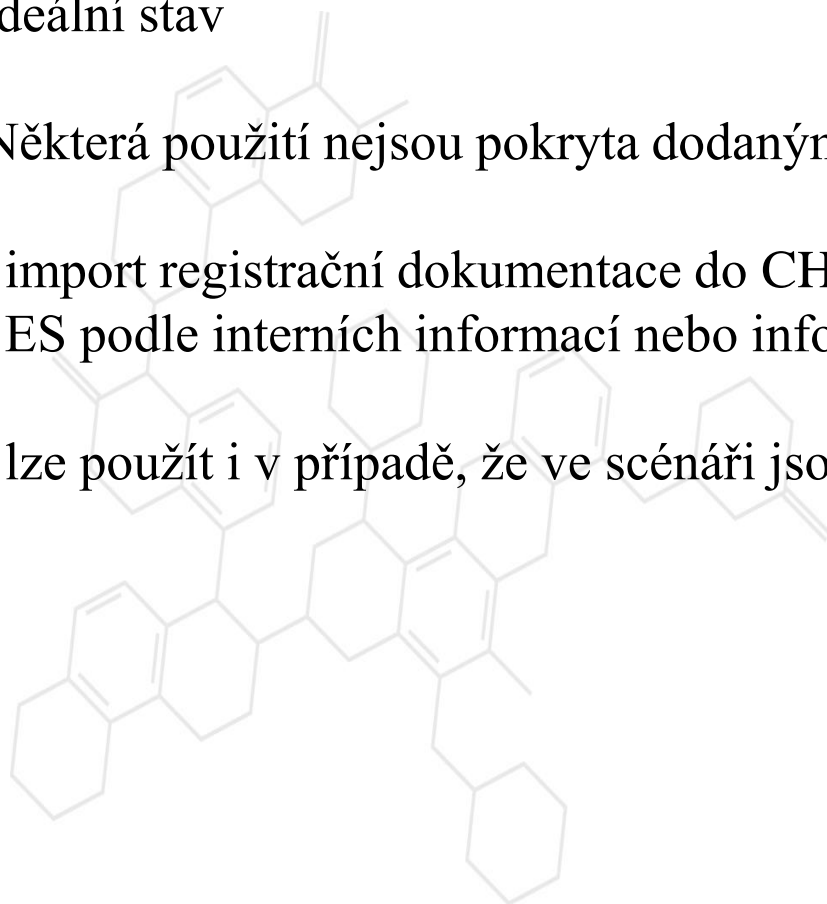 deální stav
Některá použití nejsou pokryta dodaným
import registrační dokumentace do CH
ES podle interních informací nebo info
lze použít i v případě, že ve scénáři jso